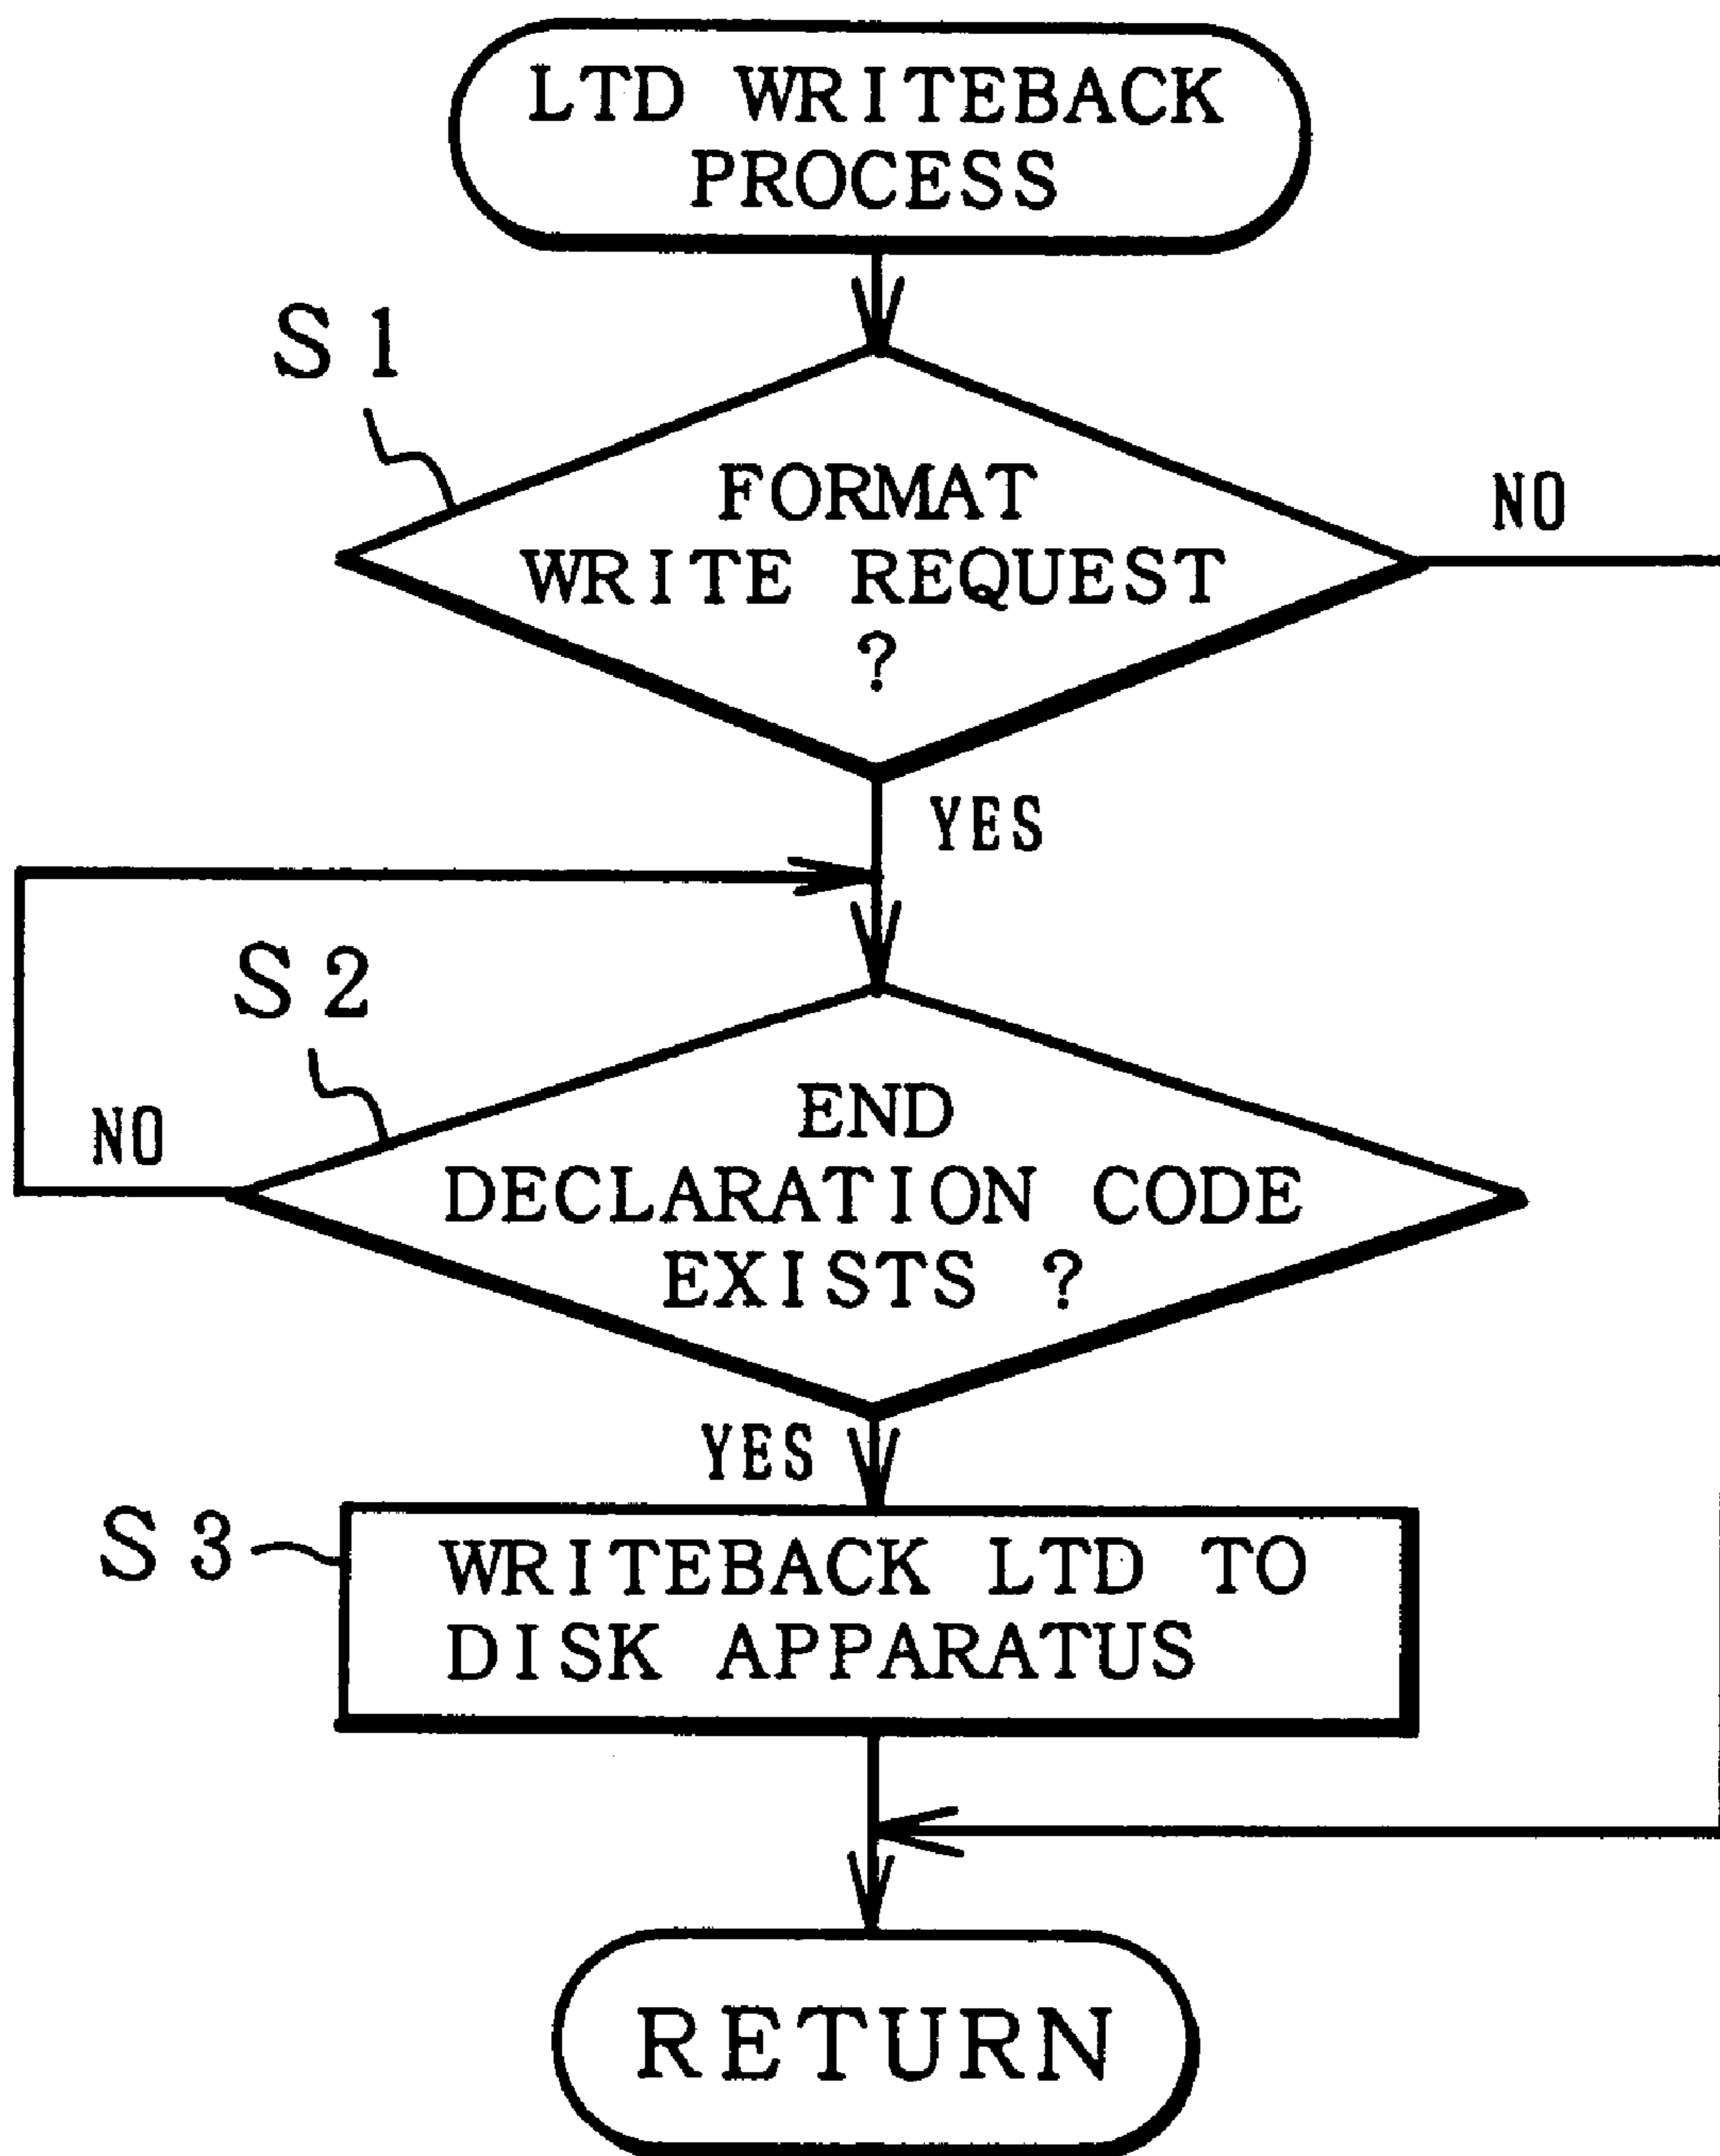 LTD WRITEBACK
PROCESS
S1
FORMAT
WRITE REQUEST
?
NO
YES
S2
NO
END
DECLARATION CODE
EXISTS ?
YES
S3
WRITEBACK LTD TO
DISK APPARATUS
RETURN